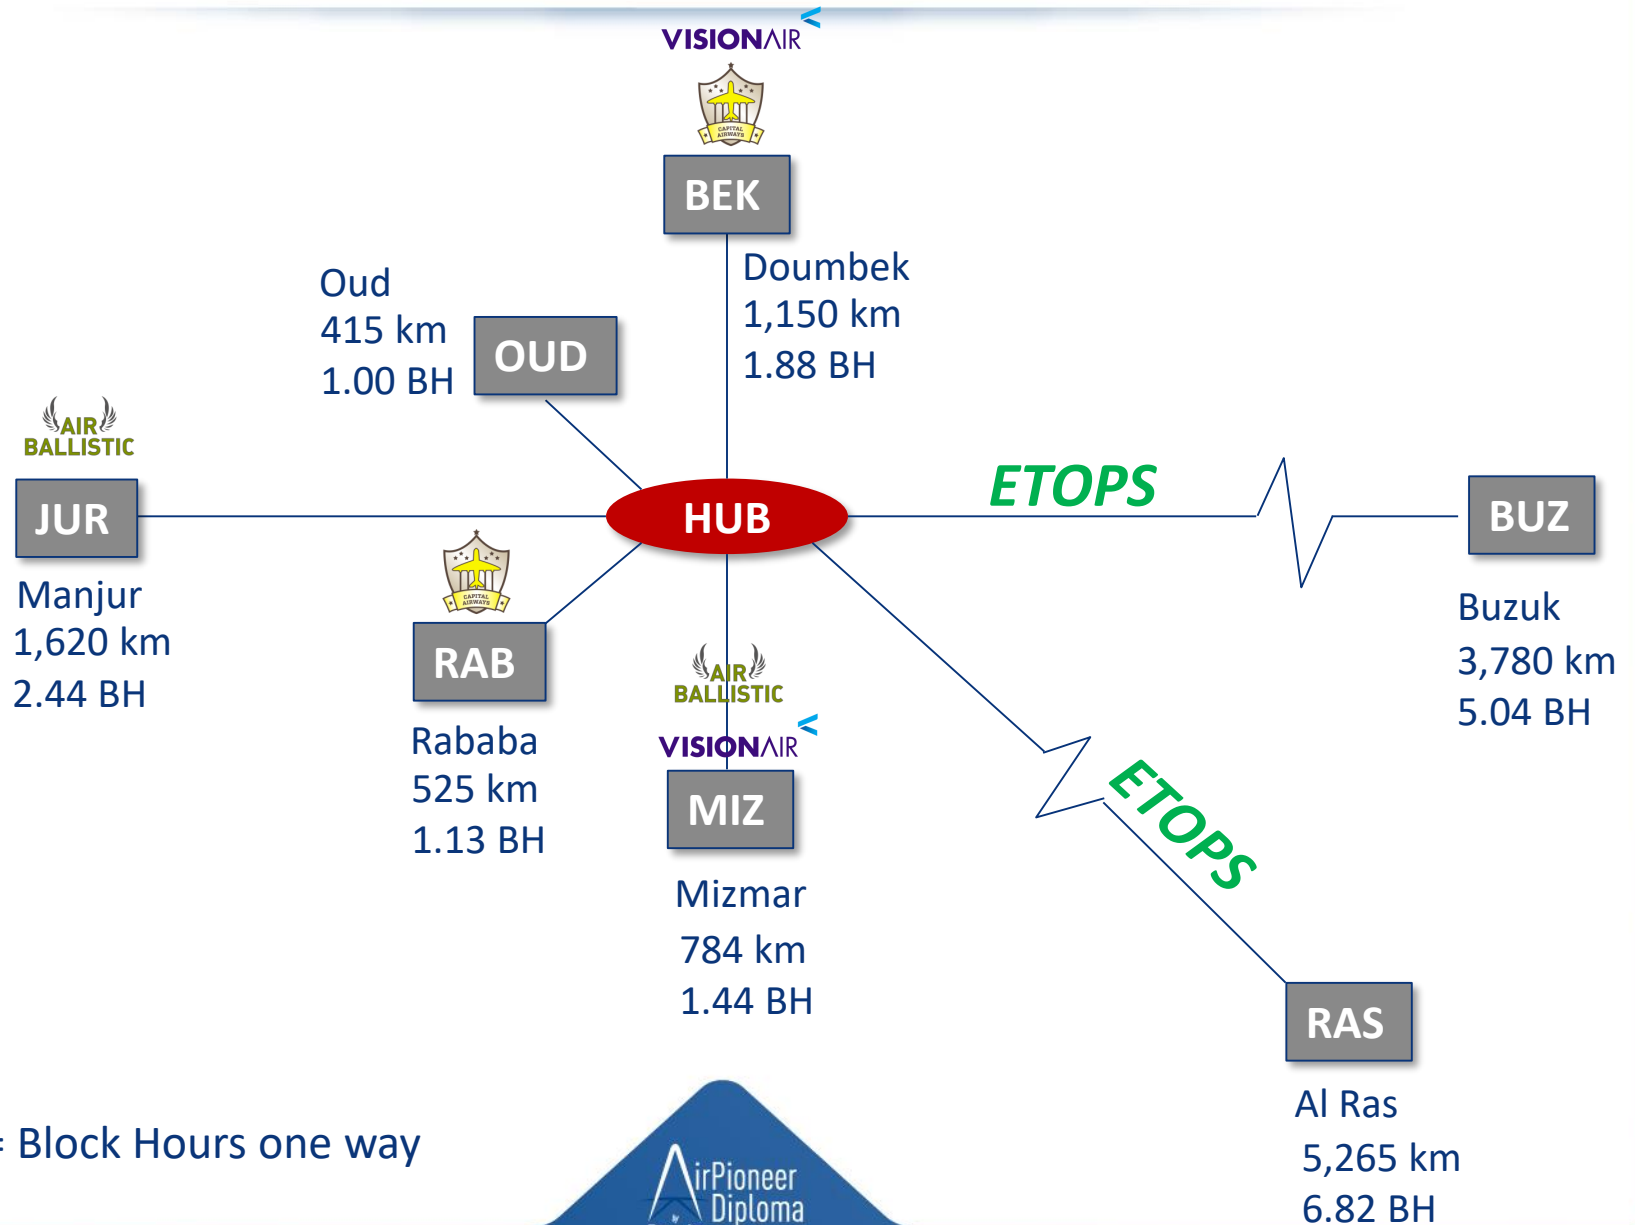 VISIONAIR
CAPITAL
AIRWAYS
BEK
Doumbek
1,150 km
1.88 BH
Oud
415 km
1.00 BH
OUD
AIR
BALLISTIC
JUR
Manjur
1,620 km
2.44 BH
HUB
ETOPS
BUZ
Buzuk
3,780 km
5.04 BH
CAPITAL
AIRWAYS
RAB
Rababa
525 km
1.13 BH
AIR
BALLISTIC
VISIONAIR
MIZ
Mizmar
784 km
1.44 BH
ETOPS
RAS
Al Ras
5,265 km
6.82 BH
= Block Hours one way
AirPioneer
Diploma